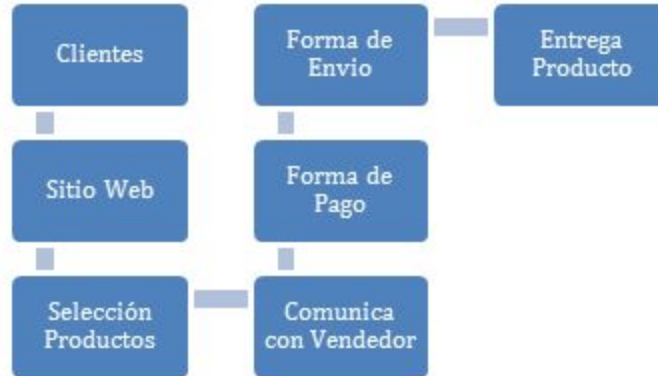 Clientes
Sitio Web
Selección
Productos
Comunica
con Vendedor
Forma de
Pago
Forma de
Envio
Entrega
Producto